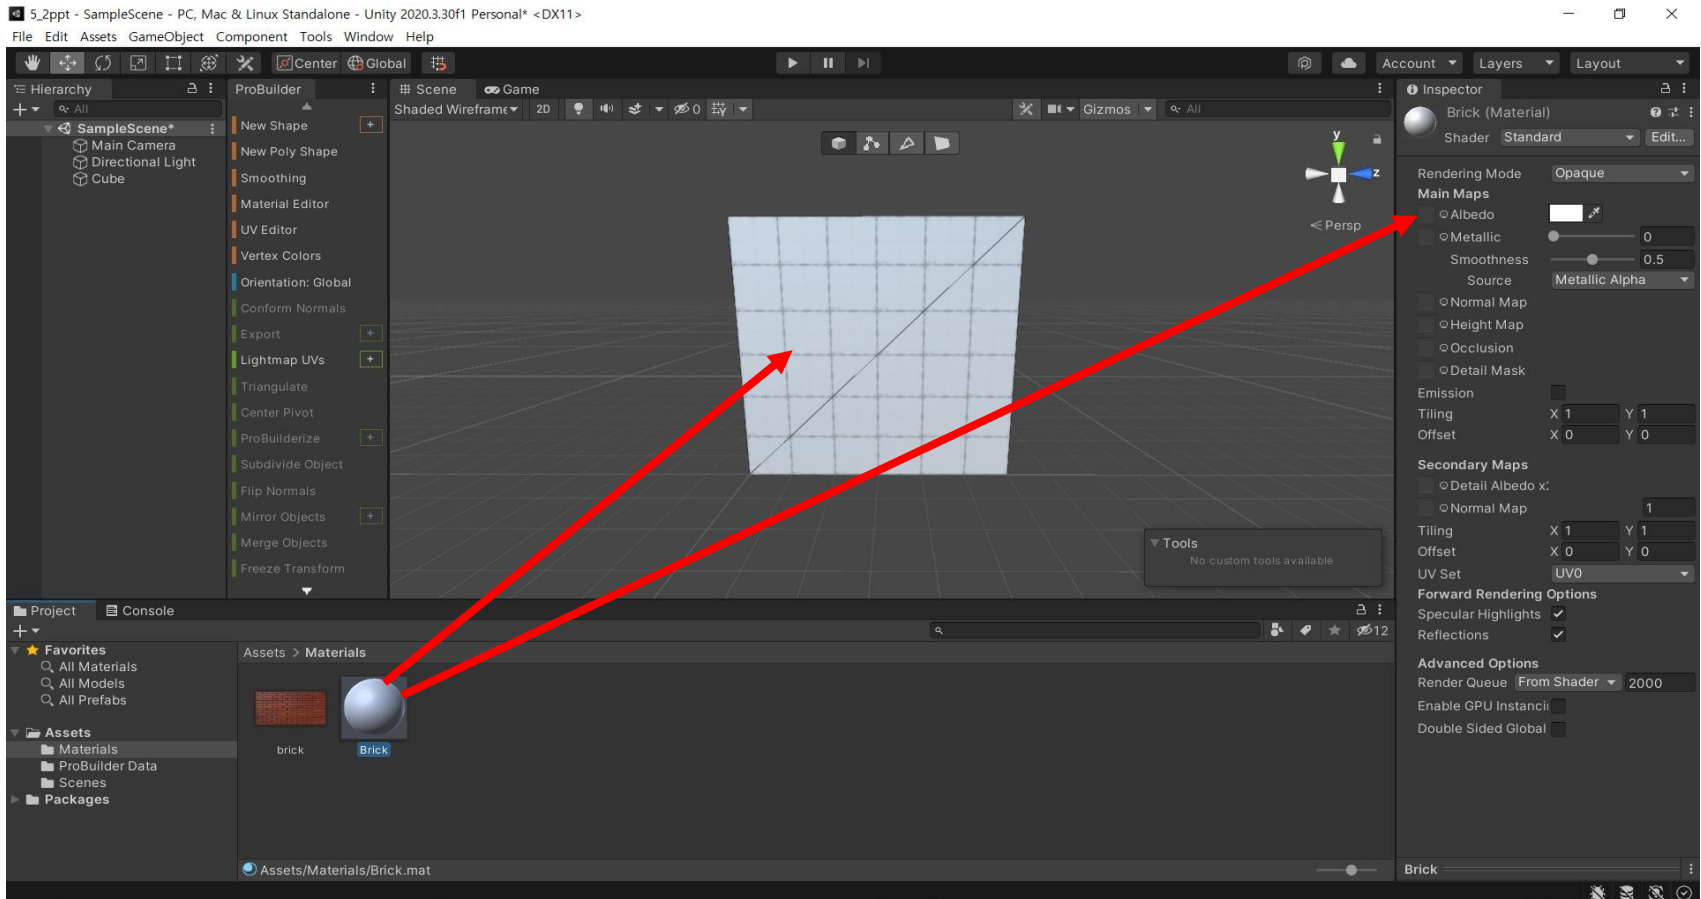 5_2ppt - SampleScene - PC, Mac & Linux Standalone - Unity 2020.3.30f1 Personal* <DX11>
File Edit Assets GameObject Component Tools Window Help
Center Global
Account Layers Layout
Hierarchy
All
SampleScene*
Main Camera
Directional Light
Cube
ProBuilder
New Shape +
New Poly Shape
Smoothing
Material Editor
UV Editor
Vertex Colors
Orientation: Global
Conform Normals
Export +
Lightmap UVs +
Triangulate
Center Pivot
ProBuilderize +
Subdivide Object
Flip Normals
Mirror Objects +
Merge Objects
Freeze Transform
Scene Game
Shaded Wireframe 2D 0 Gizmos All
y
z
Persp
Tools
No custom tools available
Inspector
Brick (Material)
Shader Standard Edit...
Rendering Mode Opaque
Main Maps
Albedo
Metallic 0
Smoothness 0.5
Source Metallic Alpha
Normal Map
Height Map
Occlusion
Detail Mask
Emission
Tiling X 1 Y 1
Offset X 0 Y 0
Secondary Maps
Detail Albedo x2
Normal Map 1
Tiling X 1 Y 1
Offset X 0 Y 0
UV Set UV0
Forward Rendering Options
Specular Highlights
Reflections
Advanced Options
Render Queue From Shader 2000
Enable GPU Instancin
Double Sided Global
Brick
Project Console
12
Favorites
All Materials
All Models
All Prefabs
Assets
Materials
ProBuilder Data
Scenes
Packages
Assets > Materials
brick Brick
Assets/Materials/Brick.mat